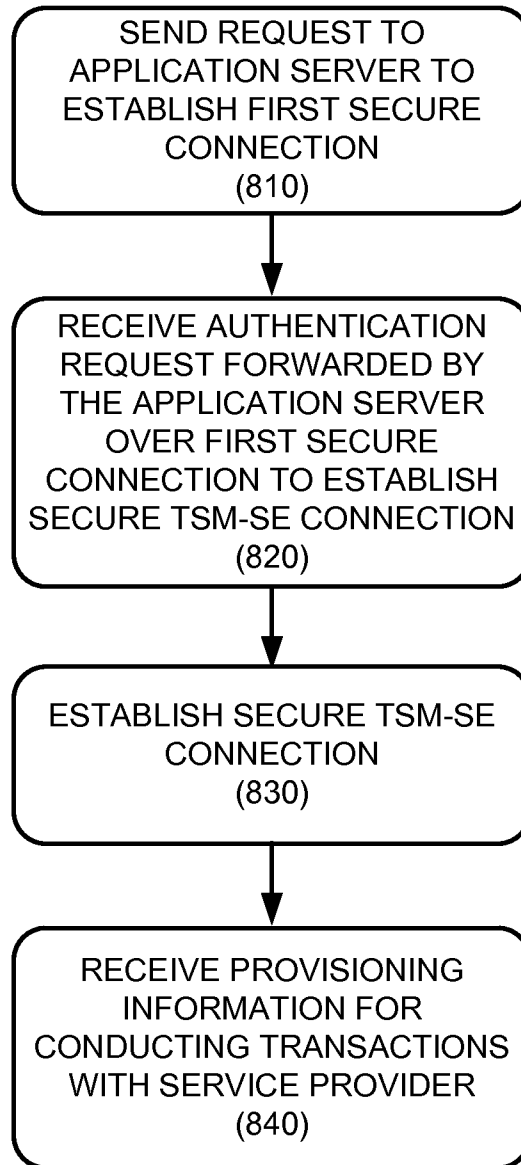 SEND REQUEST TO
APPLICATION SERVER TO
ESTABLISH FIRST SECURE
CONNECTION
(810)
RECEIVE AUTHENTICATION
REQUEST FORWARDED BY
THE APPLICATION SERVER
OVER FIRST SECURE
CONNECTION TO ESTABLISH
SECURE TSM-SE CONNECTION
(820)
ESTABLISH SECURE TSM-SE
CONNECTION
(830)
RECEIVE PROVISIONING
INFORMATION FOR
CONDUCTING TRANSACTIONS
WITH SERVICE PROVIDER
(840)